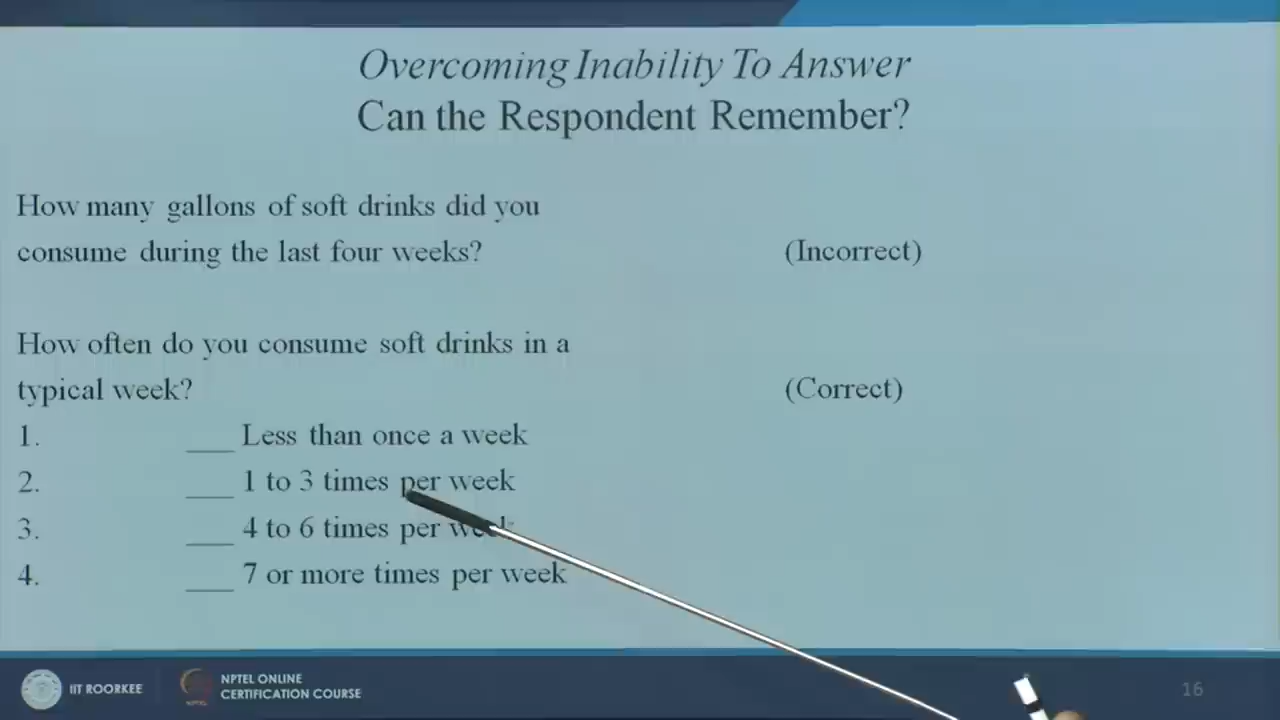 Overcoming Inability To Answer
Can the Respondent Remember?
How many gallons of soft drinks did you
consume during the last four weeks?
(Incorrect)
How often do you consume soft drinks in a
typical week?
(Correct)
1. ___ Less than once a week
2. ___ 1 to 3 times per week
3. ___ 4 to 6 times per week
4. ___ 7 or more times per week
IIT ROORKEE
NPTEL ONLINE
CERTIFICATION COURSE
16